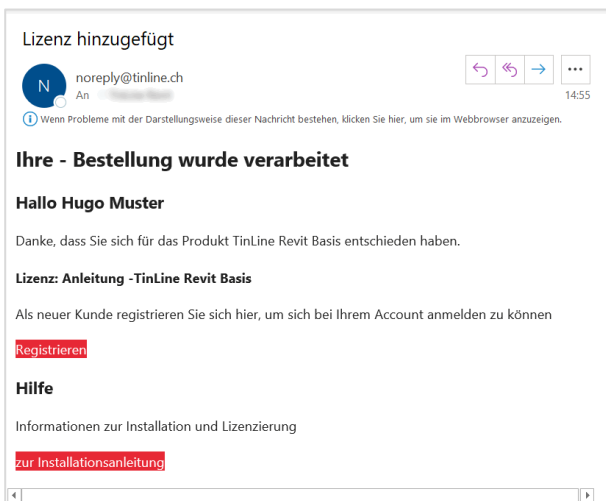 Lizenz hinzugefügt
N
noreply@tinline.ch
An
14:55
Wenn Probleme mit der Darstellungsweise dieser Nachricht bestehen, klicken Sie hier, um sie im Webbrowser anzuzeigen.
Ihre - Bestellung wurde verarbeitet
Hallo Hugo Muster
Danke, dass Sie sich für das Produkt TinLine Revit Basis entschieden haben.
Lizenz: Anleitung -TinLine Revit Basis
Als neuer Kunde registrieren Sie sich hier, um sich bei Ihrem Account anmelden zu können
Registrieren
Hilfe
Informationen zur Installation und Lizenzierung
zur Installationsanleitung